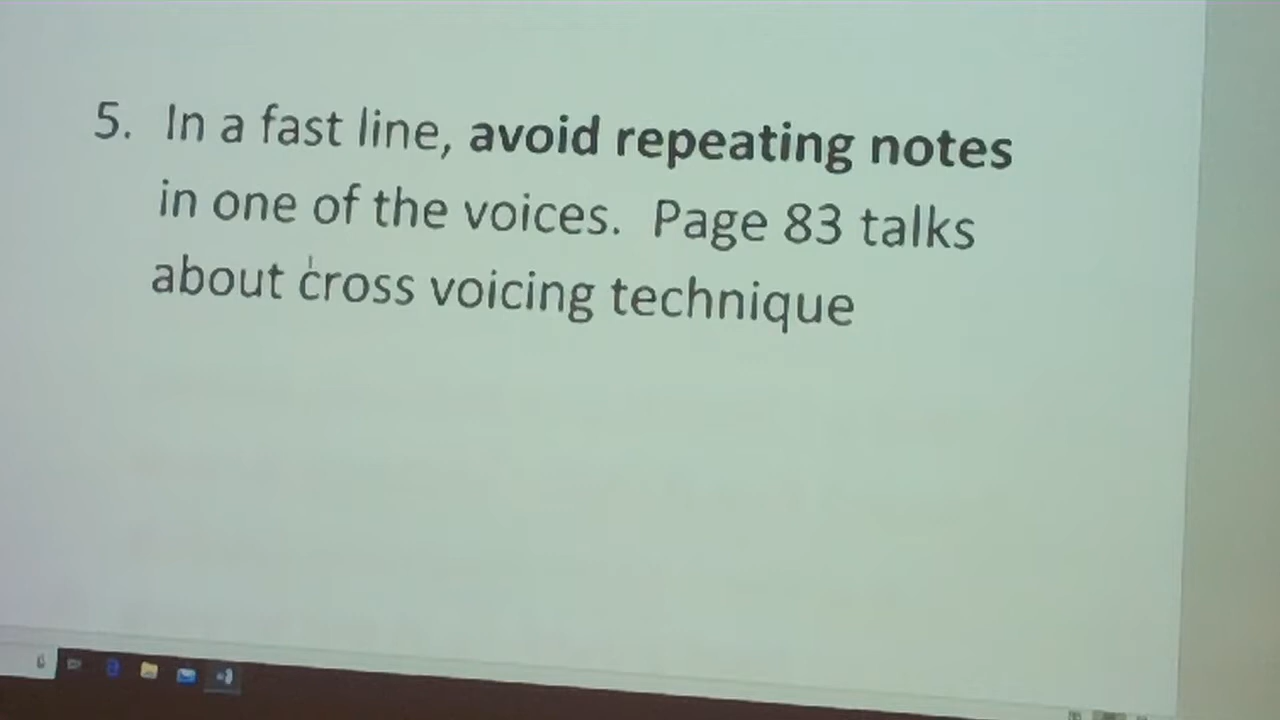 5. In a fast line, avoid repeating notes
in one of the voices. Page 83 talks
about cross voicing technique